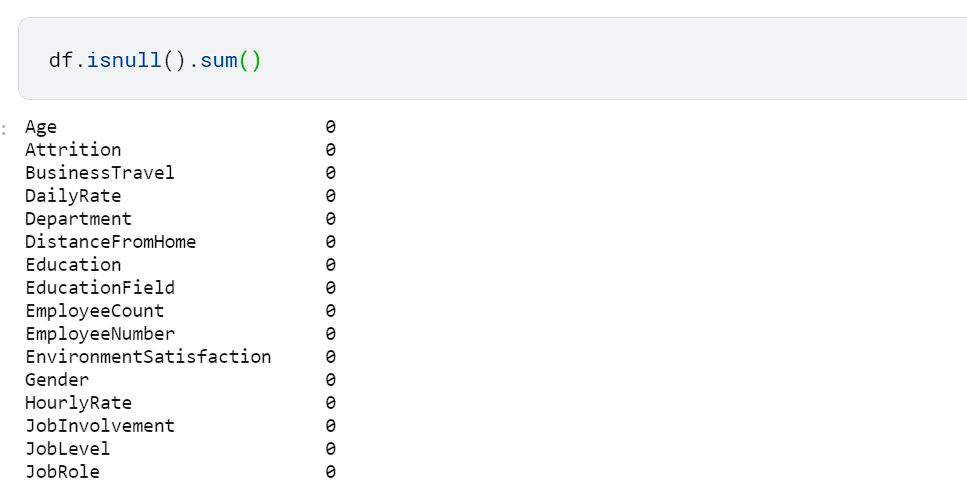 df.isnull().sum()
: Age 0
Attrition 0
BusinessTravel 0
DailyRate 0
Department 0
DistanceFromHome 0
Education 0
EducationField 0
EmployeeCount 0
EmployeeNumber 0
EnvironmentSatisfaction 0
Gender 0
HourlyRate 0
JobInvolvement 0
JobLevel 0
JobRole 0